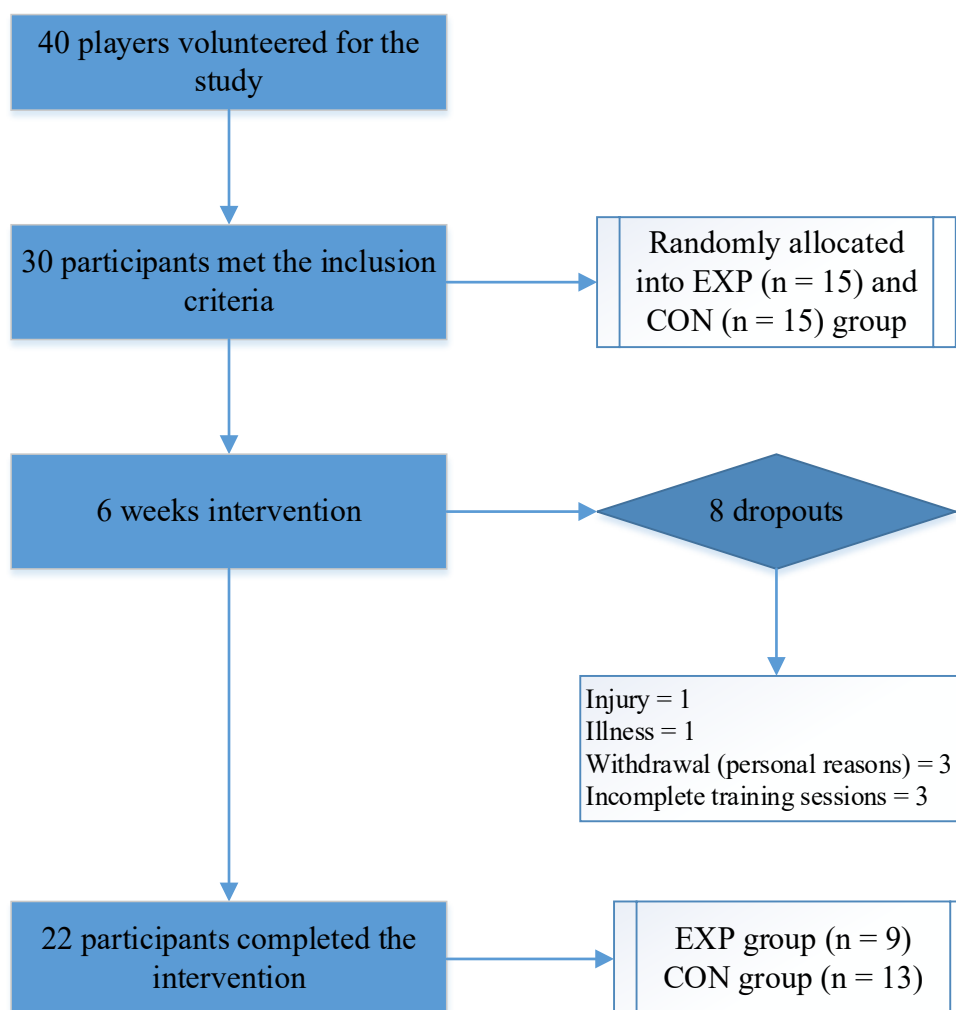 40 players volunteered for the
study
30 participants met the inclusion
criteria
Randomly allocated
into EXP (n = 15) and
CON (n = 15) group
6 weeks intervention
8 dropouts
Injury = 1
Illness = 1
Withdrawal (personal reasons) = 3
Incomplete training sessions = 3
22 participants completed the
intervention
EXP group (n = 9)
CON group (n = 13)